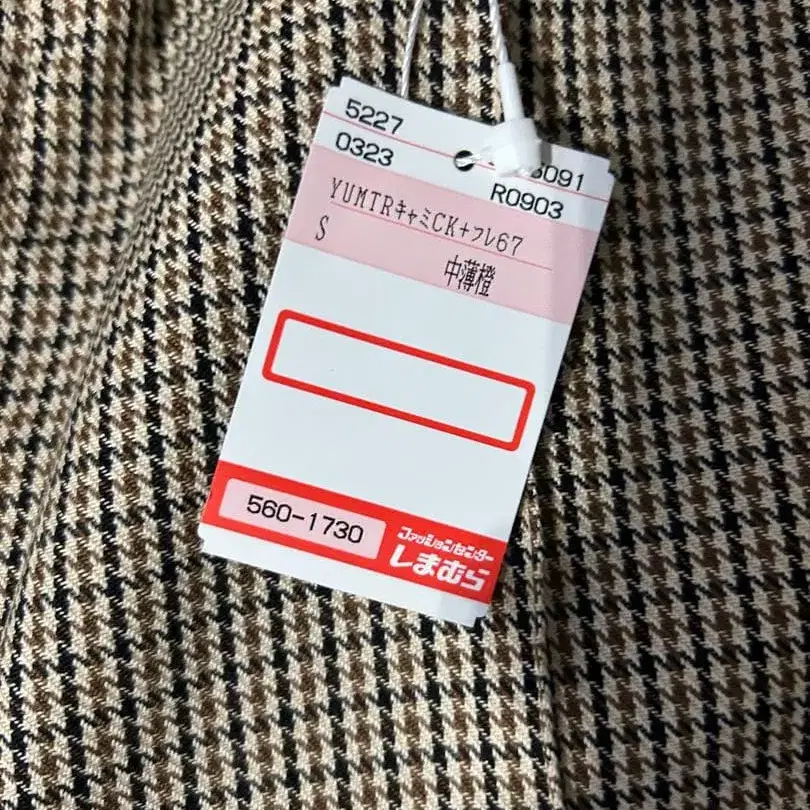 5227
0323
091
R0903
YUMTRキャミCK+フレ67
S
中薄橙
560-1730
ファッションセンター
しまむら